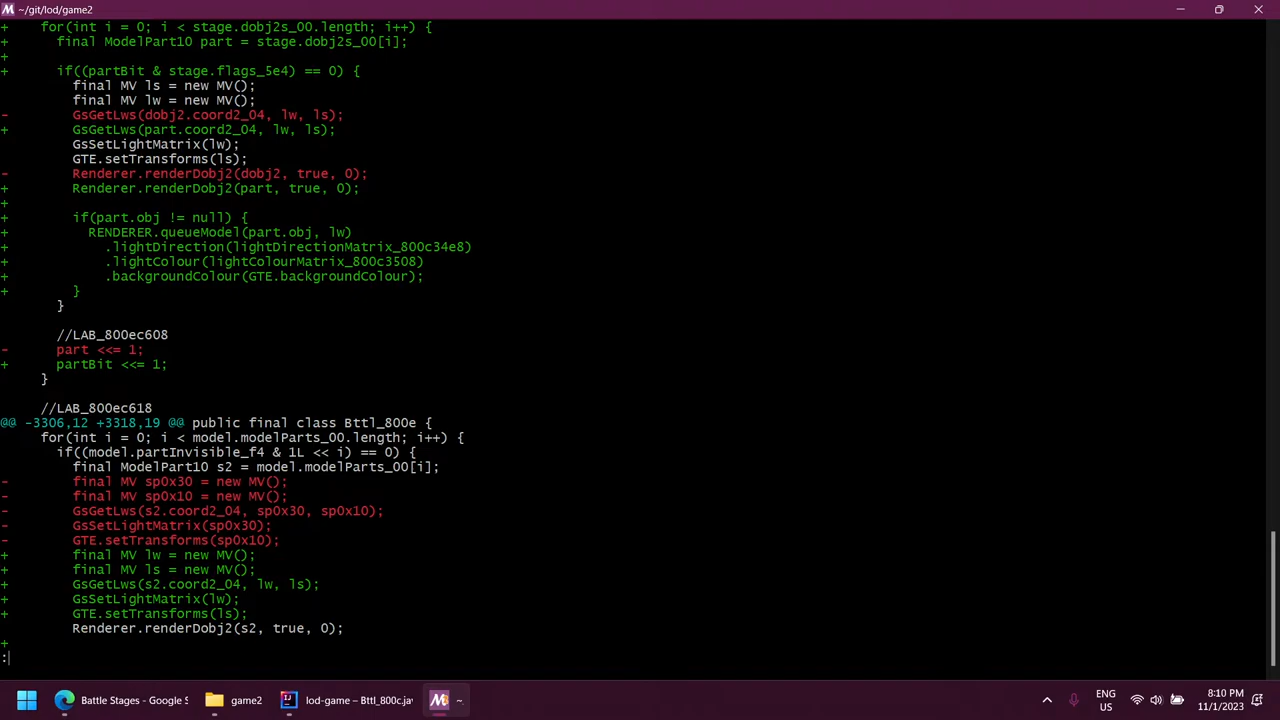 ~/git/lod/game2
+    for(int i = 0; i < stage.dobj2s_00.length; i++) {
+      final ModelPart10 part = stage.dobj2s_00[i];
+
+      if((partBit & stage.flags_5e4) == 0) {
         final MV ls = new MV();
         final MV lw = new MV();
-        GsGetLws(dobj2.coord2_04, lw, ls);
+        GsGetLws(part.coord2_04, lw, ls);
         GsSetLightMatrix(lw);
         GTE.setTransforms(ls);
-        Renderer.renderDobj2(dobj2, true, 0);
+        Renderer.renderDobj2(part, true, 0);
+
+        if(part.obj != null) {
+          RENDERER.queueModel(part.obj, lw)
+            .lightDirection(lightDirectionMatrix_800c34e8)
+            .lightColour(lightColourMatrix_800c3508)
+            .backgroundColour(GTE.backgroundColour);
+        }
       }
       //LAB_800ec608
-      part <<= 1;
+      partBit <<= 1;
     }
     //LAB_800ec618
@@ -3306,12 +3318,19 @@ public final class Bttl_800e {
     for(int i = 0; i < model.modelParts_00.length; i++) {
       if((model.partInvisible_f4 & 1L << i) == 0) {
         final ModelPart10 s2 = model.modelParts_00[i];
-        final MV sp0x30 = new MV();
-        final MV sp0x10 = new MV();
-        GsGetLws(s2.coord2_04, sp0x30, sp0x10);
-        GsSetLightMatrix(sp0x30);
-        GTE.setTransforms(sp0x10);
+        final MV lw = new MV();
+        final MV ls = new MV();
+        GsGetLws(s2.coord2_04, lw, ls);
+        GsSetLightMatrix(lw);
+        GTE.setTransforms(ls);
         Renderer.renderDobj2(s2, true, 0);
+
:
Battle Stages - Google S
game2
lod-game – Bttl_800c.jav
~
ENG
US
8:10 PM
11/1/2023